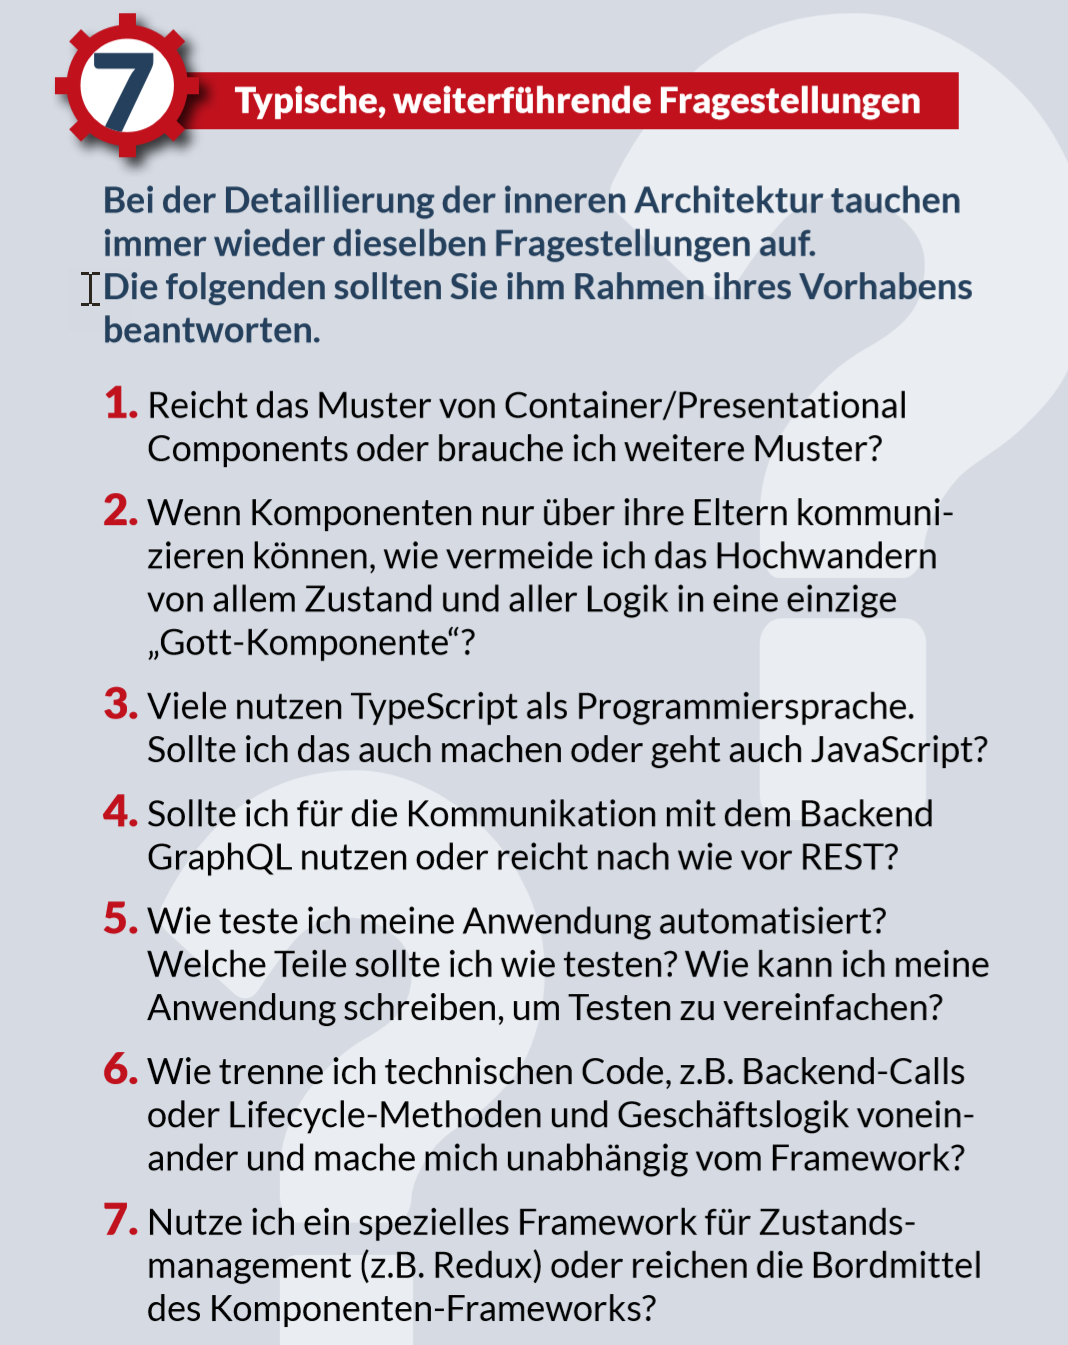 7
Typische, weiterführende Fragestellungen
Bei der Detaillierung der inneren Architektur tauchen
immer wieder dieselben Fragestellungen auf.
Die folgenden sollten Sie ihm Rahmen ihres Vorhabens
beantworten.
1. Reicht das Muster von Container/Presentational
Components oder brauche ich weitere Muster?
2. Wenn Komponenten nur über ihre Eltern kommuni-
zieren können, wie vermeide ich das Hochwandern
von allem Zustand und aller Logik in eine einzige
„Gott-Komponente“?
3. Viele nutzen TypeScript als Programmiersprache.
Sollte ich das auch machen oder geht auch JavaScript?
4. Sollte ich für die Kommunikation mit dem Backend
GraphQL nutzen oder reicht nach wie vor REST?
5. Wie teste ich meine Anwendung automatisiert?
Welche Teile sollte ich wie testen? Wie kann ich meine
Anwendung schreiben, um Testen zu vereinfachen?
6. Wie trenne ich technischen Code, z.B. Backend-Calls
oder Lifecycle-Methoden und Geschäftslogik vonein-
ander und mache mich unabhängig vom Framework?
7. Nutze ich ein spezielles Framework für Zustands-
management (z.B. Redux) oder reichen die Bordmittel
des Komponenten-Frameworks?